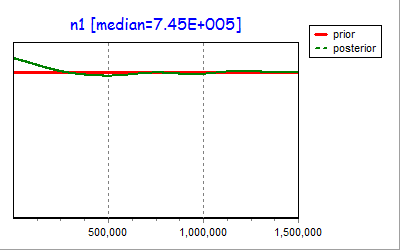 n1 [median=7.45E+005]
prior
posterior
500,000
1,000,000
1,500,000